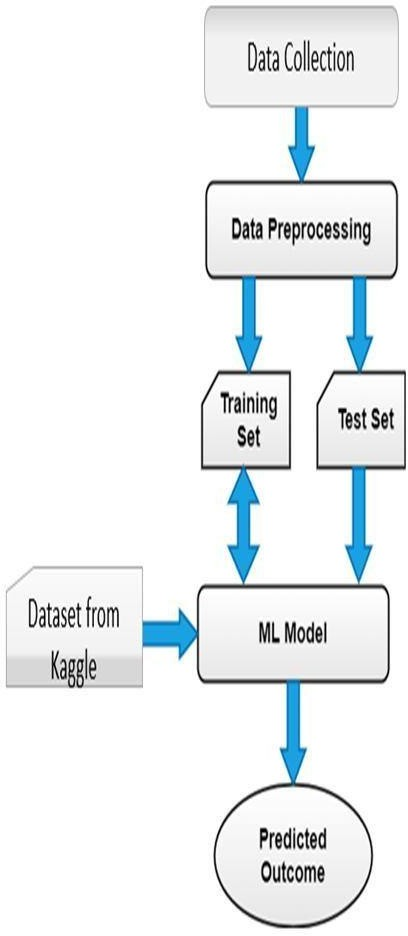 Data Collection
Data Preprocessing
Training
Set
Test Set
Dataset from
Kaggle
ML Model
Predicted
Outcome